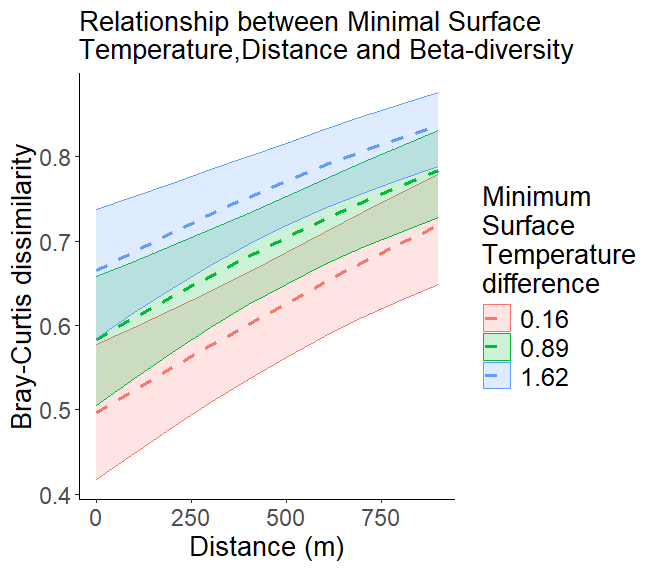 Relationship between Minimal Surface
Temperature,Distance and Beta-diversity
Bray-Curtis dissimilarity
0.8
0.7
0.6
0.5
0.4
0
250
500
750
Distance (m)
Minimum
Surface
Temperature
difference
0.16
0.89
1.62